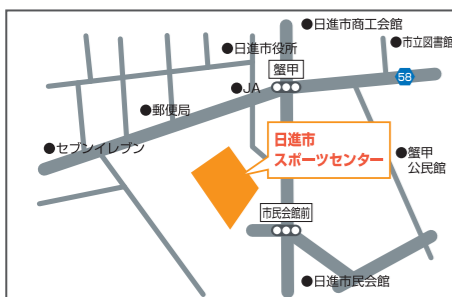 ●日進市商工会館
●日進市役所
●市立図書館
蟹甲
58
●JA
●郵便局
●セブンイレブン
日進市
スポーツセンター
●蟹甲
公民館
市民会館前
●日進市民会館